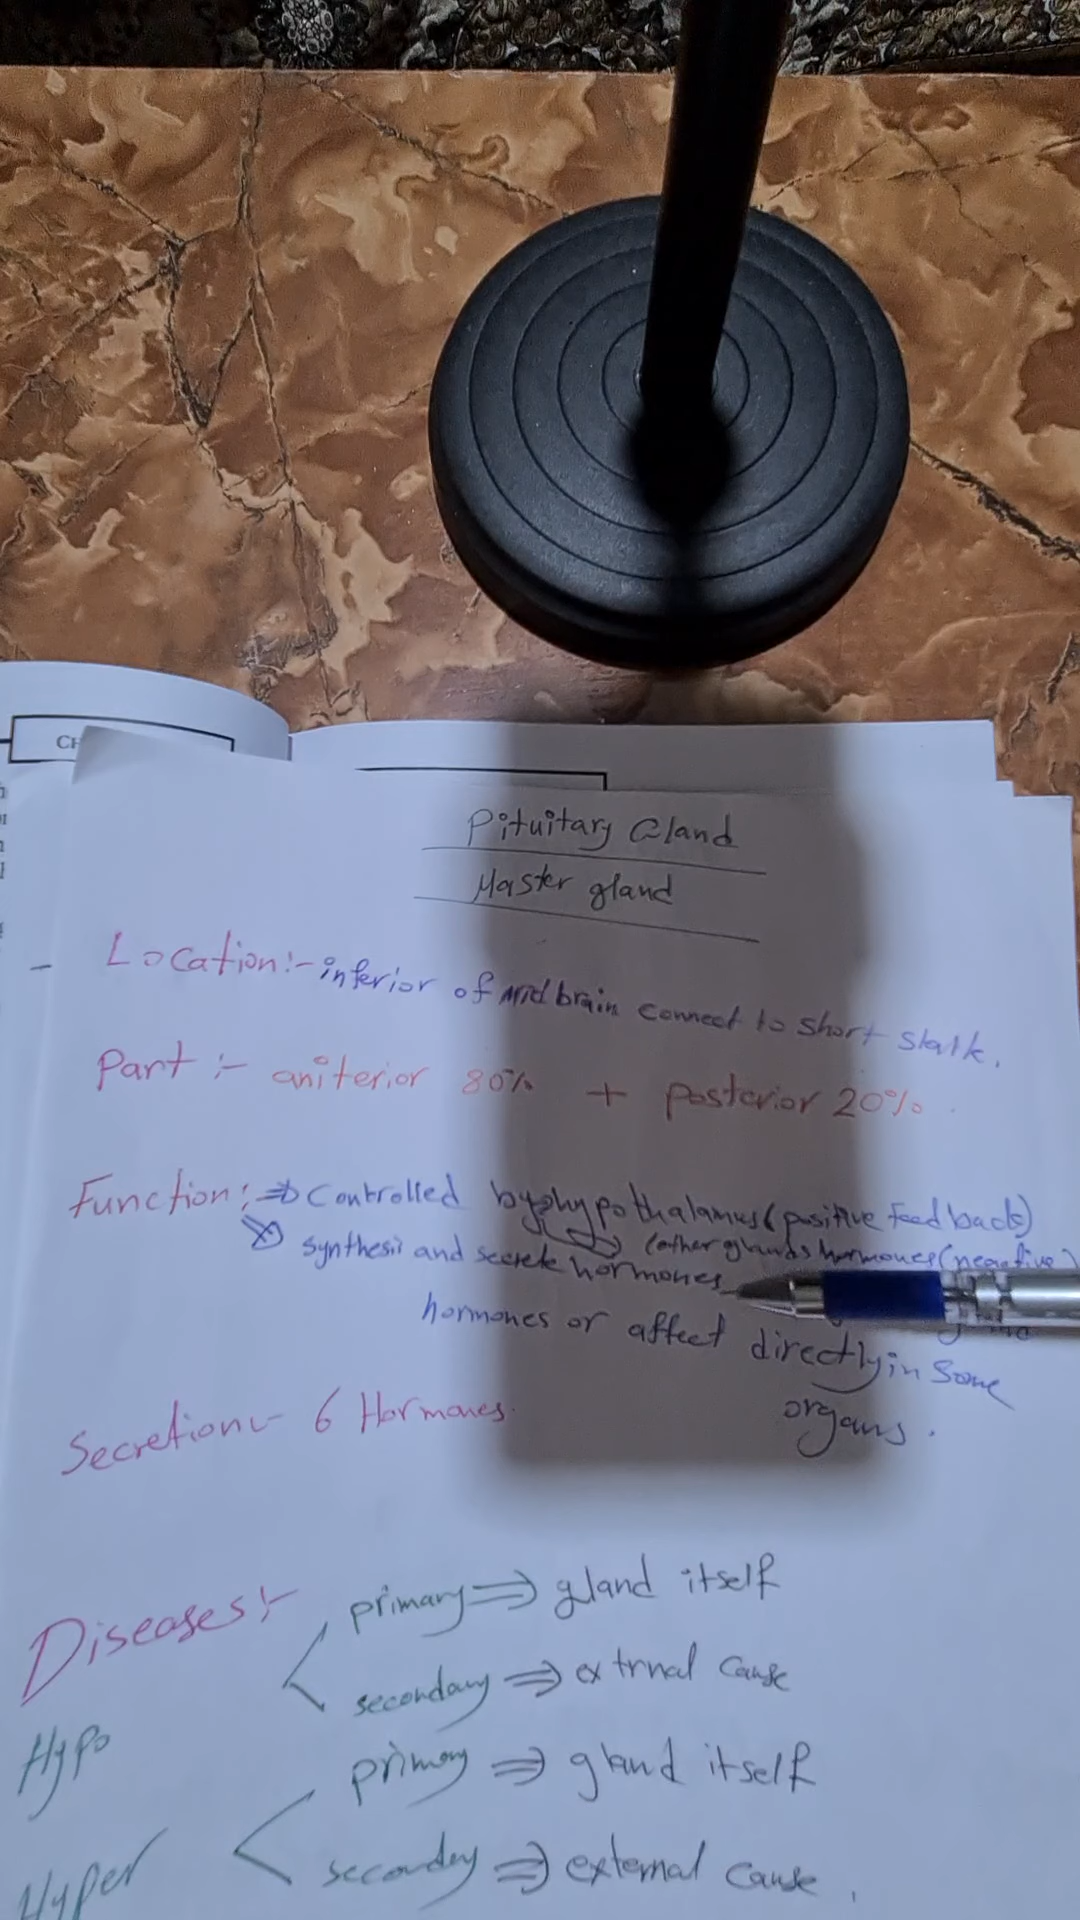 CH
Pituitary Gland
Master gland
Location:- inferior of mid brain connect to short stalk.
Part :- aniterior 80% + posterior 20%.
Function: ⇒ Controlled by hypothalamus (positive feed back)
(other glands hormones (negative)
synthesis and secrete hormones
hormones or affect directly in some
organs.
Secretion:- 6 Hormones.
Diseases:-
primary ⇒ gland itself
secondary ⇒ extrnal cause
Hypo
primary ⇒ gland itself
Hyper
secondary ⇒ external cause.